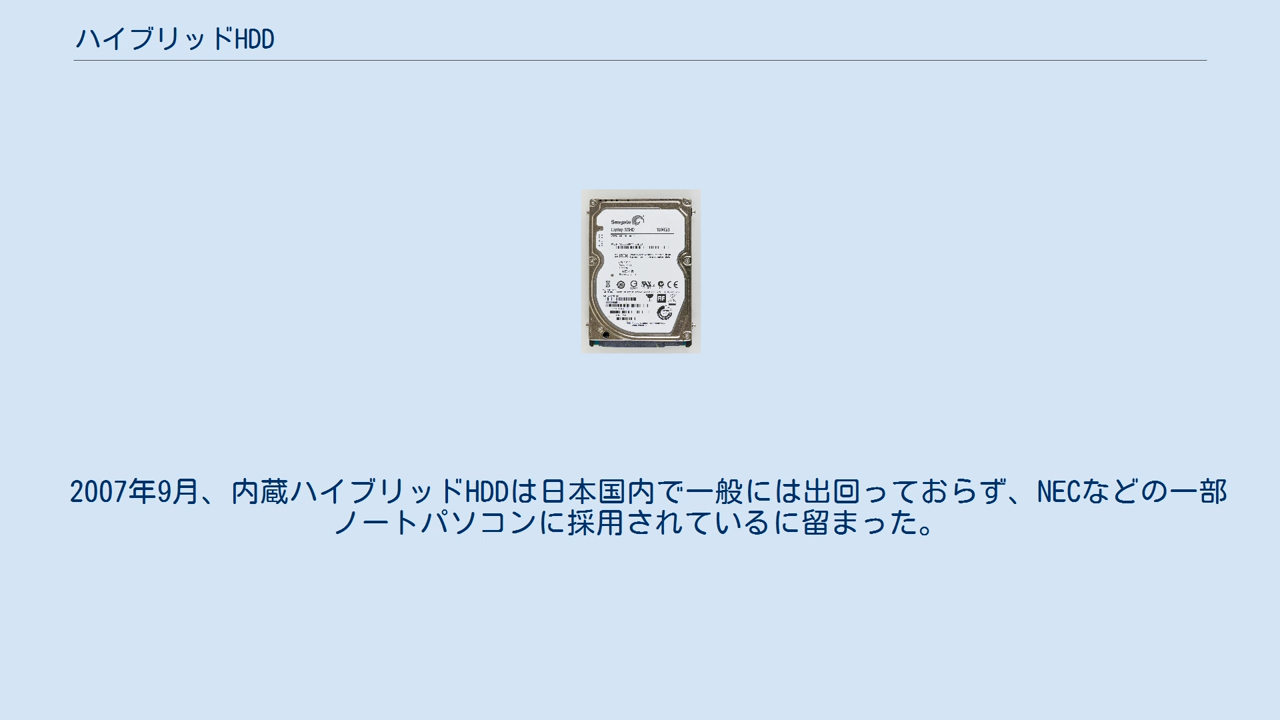 ハイブリッドHDD
Seagate
Laptop SSHD
2007年9月、内蔵ハイブリッドHDDは日本国内で一般には出回っておらず、NECなどの一部
ノートパソコンに採用されているに留まった。